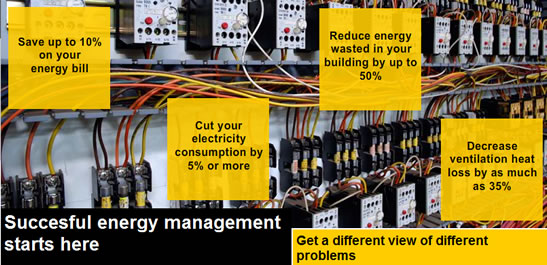 Save up to 10%
on your
energy bill
Reduce energy
wasted in your
building by up to
50%
Cut your
electricity
consumption by
5% or more
Decrease
ventilation heat
loss by as much
as 35%
Succesful energy management
starts here
Get a different view of different
problems